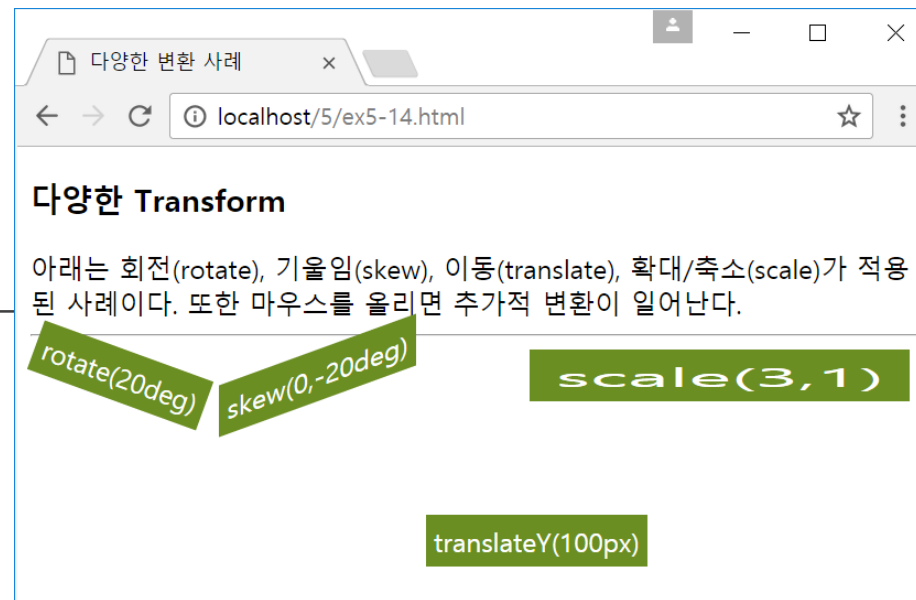 다양한 변환 사례
localhost/5/ex5-14.html
다양한 Transform
아래는 회전(rotate), 기울임(skew), 이동(translate), 확대/축소(scale)가 적용
된 사례이다. 또한 마우스를 올리면 추가적 변환이 일어난다.
rotate(20deg)
skew(0,-20deg)
scale(3,1)
translateY(100px)